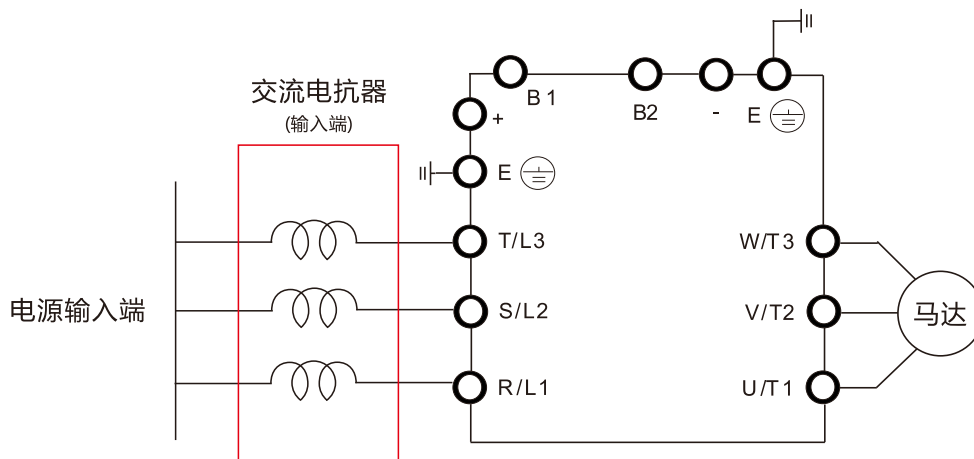 交流电抗器
(输入端)
B1
B2
-
E
+
E
T/L3
W/T3
电源输入端
S/L2
V/T2
马达
R/L1
U/T1